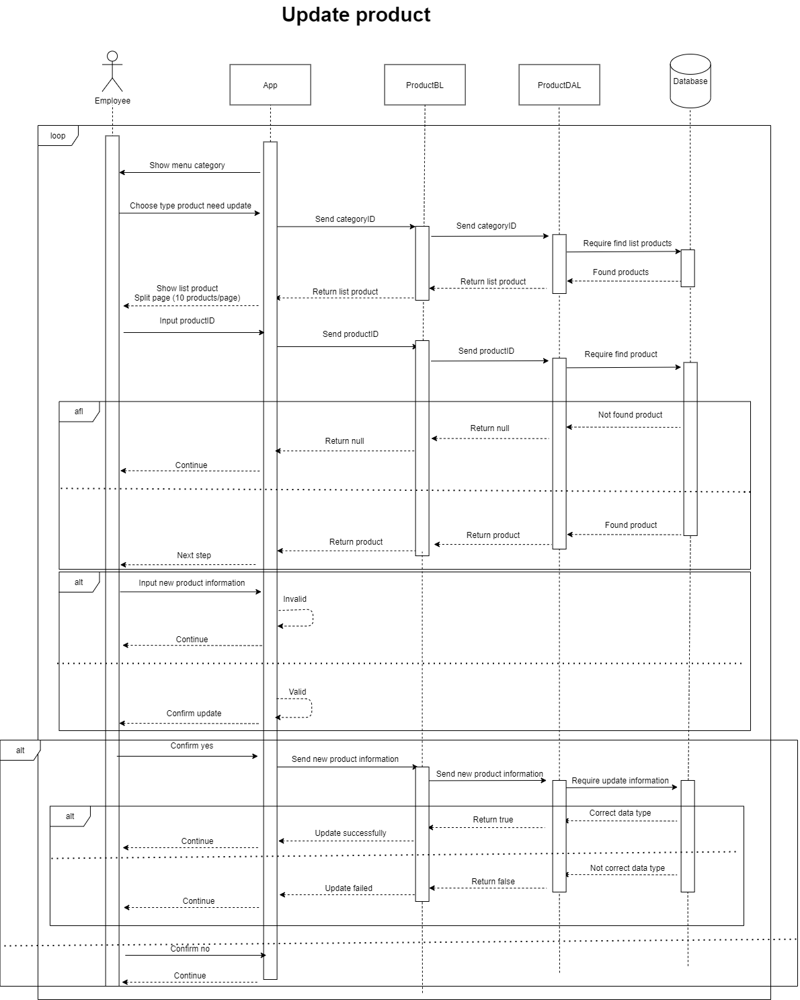 Update product
Employee
App
ProductBL
ProductDAL
Database
loop
Show menu category
Choose type product need update
Send categoryID
Send categoryID
Require find list products
Found products
Return list product
Return list product
Show list product
Split page (10 products/page)
Input productID
Send productID
Send productID
Require find product
afl
Not found product
Return null
Return null
Continue
Found product
Return product
Return product
Next step
alt
Input new product information
Invalid
Continue
Valid
Confirm update
alt
Confirm yes
Send new product information
Send new product information
Require update information
alt
Correct data type
Return true
Update successfully
Continue
Not correct data type
Return false
Update failed
Continue
Confirm no
Continue